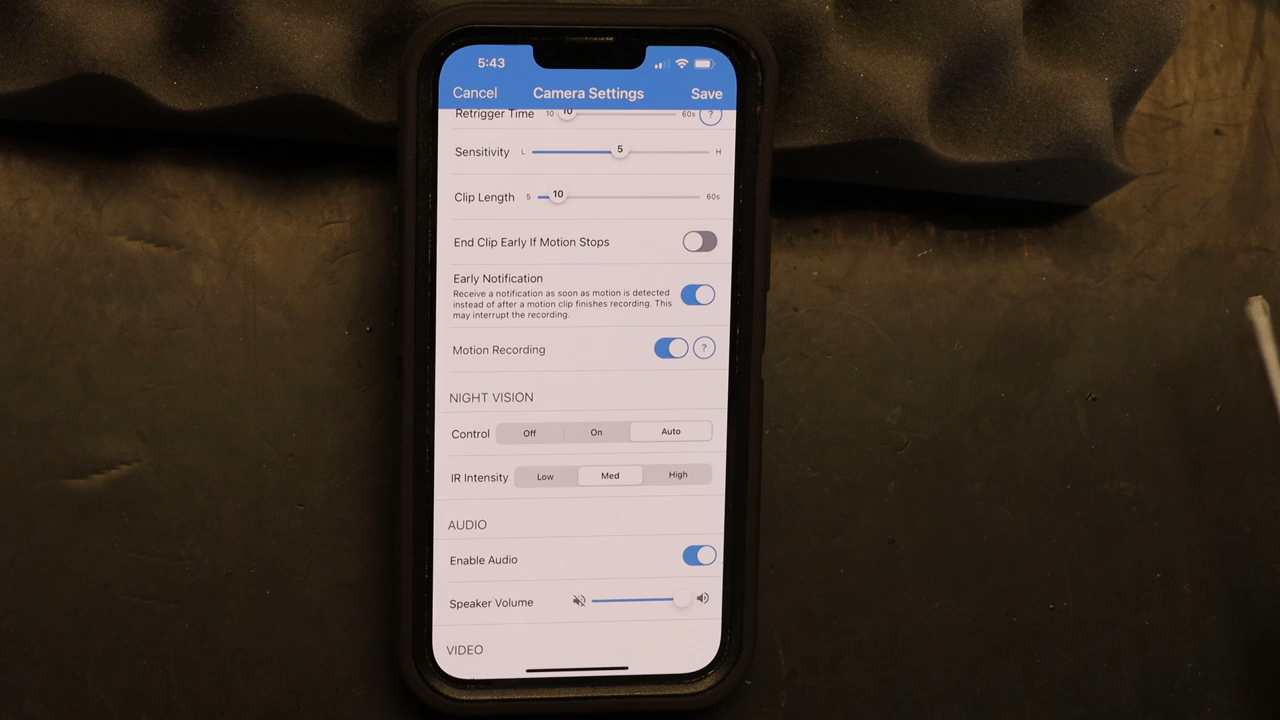 5:43
Cancel Camera Settings Save
Retrigger Time 10 10 60s ?
Sensitivity L 5 H
Clip Length 5 10 60s
End Clip Early If Motion Stops
Early Notification
Receive a notification as soon as motion is detected
instead of after a motion clip finishes recording. This
may interrupt the recording.
Motion Recording ?
NIGHT VISION
Control Off On Auto
IR Intensity Low Med High
AUDIO
Enable Audio
Speaker Volume
VIDEO